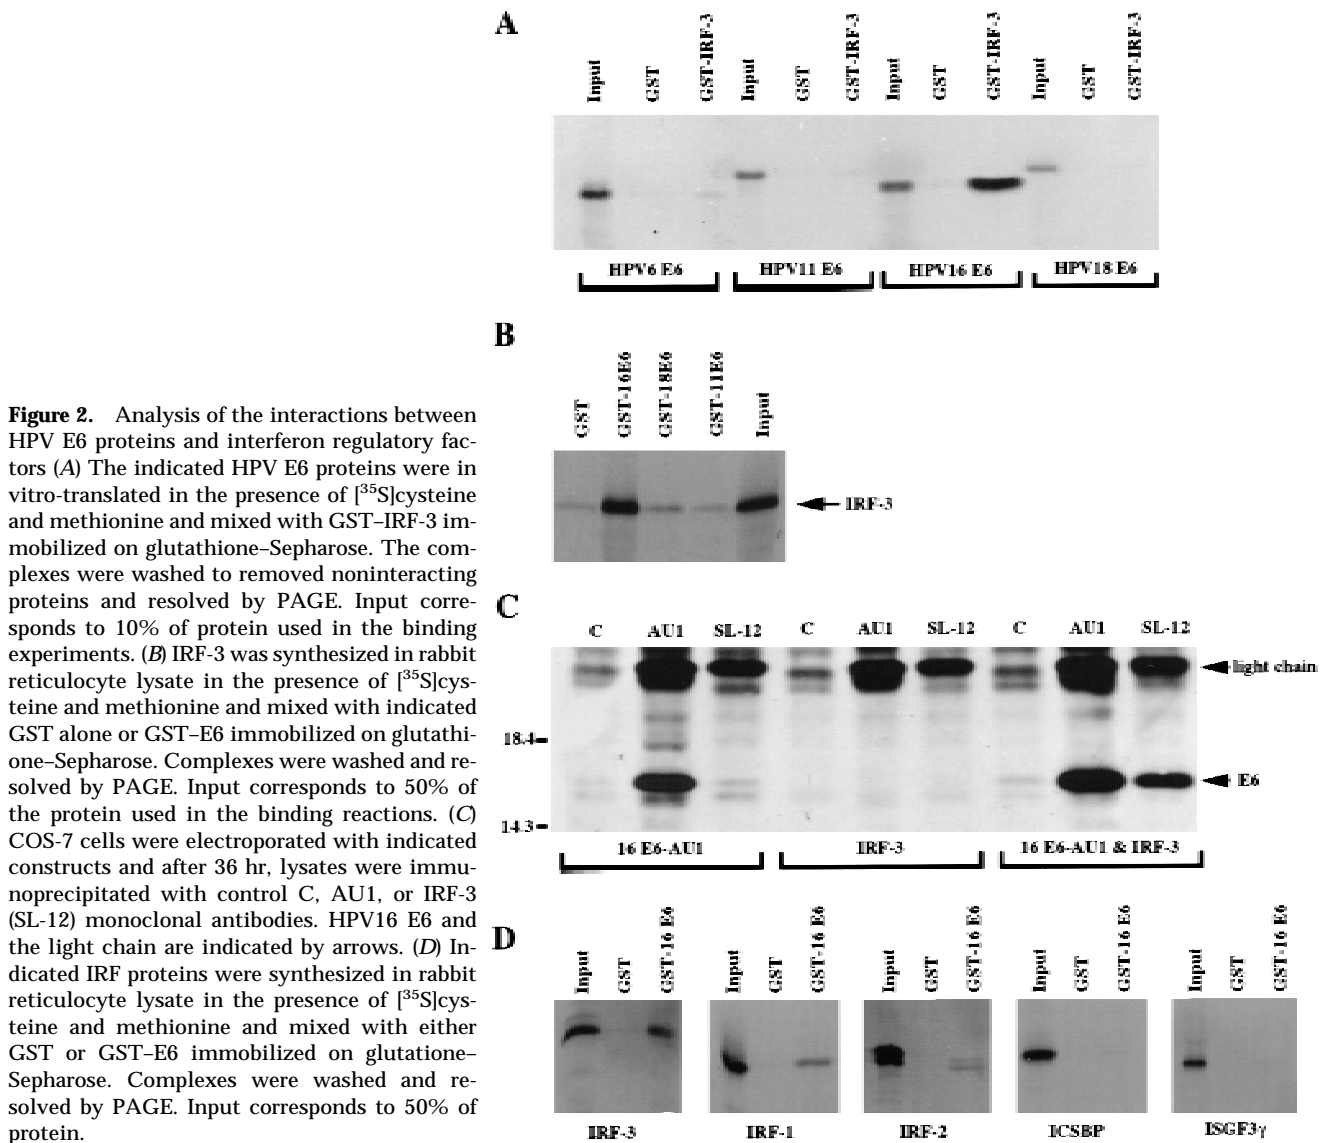 A
Input GST GST-IRF-3 Input GST GST-IRF-3 Input GST GST-IRF-3 Input GST GST-IRF-3
HPV6 E6 HPV11 E6 HPV16 E6 HPV18 E6
B
GST GST-16E6 GST-18E6 GST-11E6 Input
IRF-3
Figure 2. Analysis of the interactions between
HPV E6 proteins and interferon regulatory fac-
tors (A) The indicated HPV E6 proteins were in
vitro-translated in the presence of [35S]cysteine
and methionine and mixed with GST–IRF-3 im-
mobilized on glutathione–Sepharose. The com-
plexes were washed to removed noninteracting
proteins and resolved by PAGE. Input corre-
sponds to 10% of protein used in the binding
experiments. (B) IRF-3 was synthesized in rabbit
reticulocyte lysate in the presence of [35S]cys-
teine and methionine and mixed with indicated
GST alone or GST–E6 immobilized on glutathi-
one–Sepharose. Complexes were washed and re-
solved by PAGE. Input corresponds to 50% of
the protein used in the binding reactions. (C)
COS-7 cells were electroporated with indicated
constructs and after 36 hr, lysates were immu-
noprecipitated with control C, AU1, or IRF-3
(SL-12) monoclonal antibodies. HPV16 E6 and
the light chain are indicated by arrows. (D) In-
dicated IRF proteins were synthesized in rabbit
reticulocyte lysate in the presence of [35S]cys-
teine and methionine and mixed with either
GST or GST–E6 immobilized on glutatione–
Sepharose. Complexes were washed and re-
solved by PAGE. Input corresponds to 50% of
protein.
C
C AU1 SL-12 C AU1 SL-12 C AU1 SL-12
light chain
18.4
E6
14.3
16 E6-AU1 IRF-3 16 E6-AU1 & IRF-3
D
Input GST GST-16 E6 Input GST GST-16 E6 Input GST GST-16 E6 Input GST GST-16 E6 Input GST GST-16 E6
IRF-3 IRF-1 IRF-2 ICSBP ISGF3γ